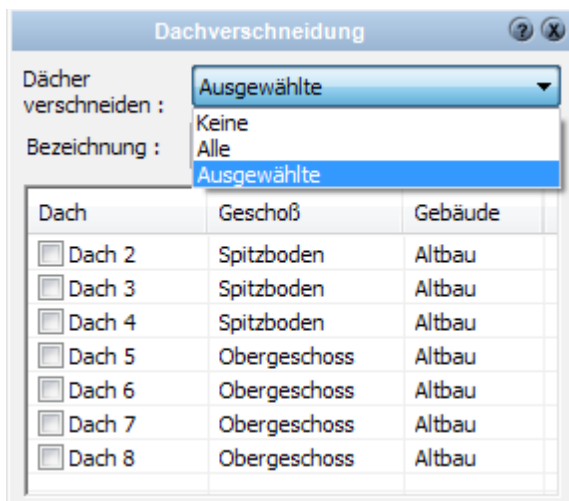 Dachverschneidung
Dächer
verschneiden :
Ausgewählte
Keine
Bezeichnung :
Alle
Ausgewählte
Dach Geschoß Gebäude
Dach 2 Spitzboden Altbau
Dach 3 Spitzboden Altbau
Dach 4 Spitzboden Altbau
Dach 5 Obergeschoss Altbau
Dach 6 Obergeschoss Altbau
Dach 7 Obergeschoss Altbau
Dach 8 Obergeschoss Altbau